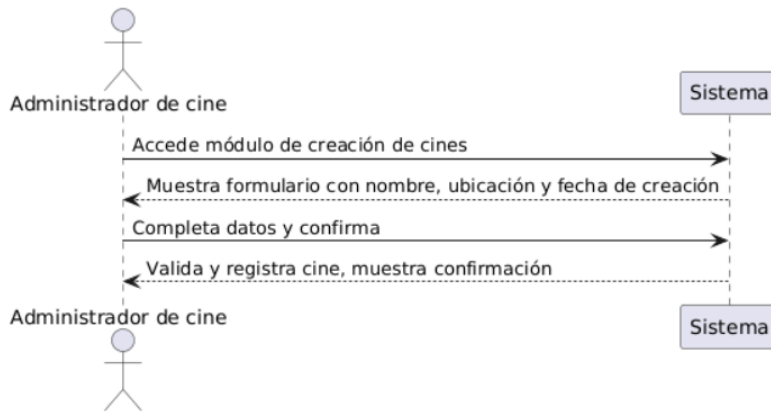 Administrador de cine
Sistema
Accede módulo de creación de cines
Muestra formulario con nombre, ubicación y fecha de creación
Completa datos y confirma
Valida y registra cine, muestra confirmación
Administrador de cine
Sistema